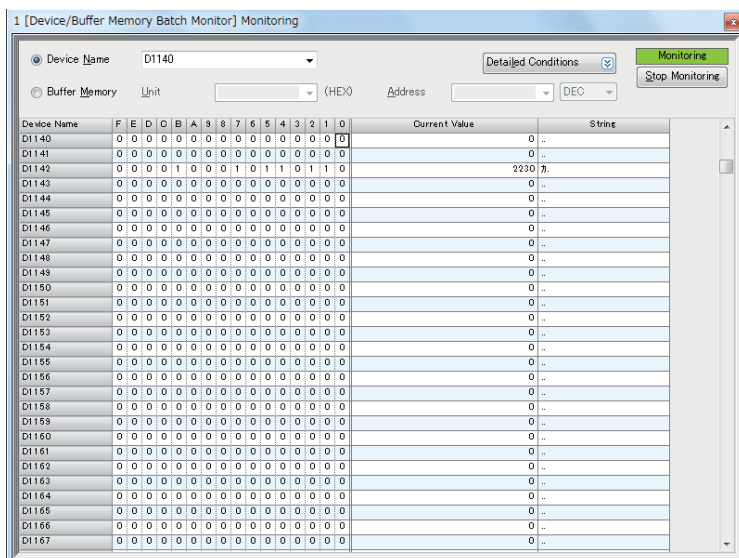 1 [Device/Buffer Memory Batch Monitor] Monitoring
Device Name D1140 Detailed Conditions Monitoring
Stop Monitoring
Buffer Memory Unit (HEX) Address DEC
Device Name F E D C B A 9 8 7 6 5 4 3 2 1 0 Current Value String
D1140 0 0 0 0 0 0 0 0 0 0 0 0 0 0 0 0 0 ..
D1141 0 0 0 0 0 0 0 0 0 0 0 0 0 0 0 0 0 ..
D1142 0 0 0 0 1 0 0 0 1 0 1 1 0 1 1 0 2230 カ.
D1143 0 0 0 0 0 0 0 0 0 0 0 0 0 0 0 0 0 ..
D1144 0 0 0 0 0 0 0 0 0 0 0 0 0 0 0 0 0 ..
D1145 0 0 0 0 0 0 0 0 0 0 0 0 0 0 0 0 0 ..
D1146 0 0 0 0 0 0 0 0 0 0 0 0 0 0 0 0 0 ..
D1147 0 0 0 0 0 0 0 0 0 0 0 0 0 0 0 0 0 ..
D1148 0 0 0 0 0 0 0 0 0 0 0 0 0 0 0 0 0 ..
D1149 0 0 0 0 0 0 0 0 0 0 0 0 0 0 0 0 0 ..
D1150 0 0 0 0 0 0 0 0 0 0 0 0 0 0 0 0 0 ..
D1151 0 0 0 0 0 0 0 0 0 0 0 0 0 0 0 0 0 ..
D1152 0 0 0 0 0 0 0 0 0 0 0 0 0 0 0 0 0 ..
D1153 0 0 0 0 0 0 0 0 0 0 0 0 0 0 0 0 0 ..
D1154 0 0 0 0 0 0 0 0 0 0 0 0 0 0 0 0 0 ..
D1155 0 0 0 0 0 0 0 0 0 0 0 0 0 0 0 0 0 ..
D1156 0 0 0 0 0 0 0 0 0 0 0 0 0 0 0 0 0 ..
D1157 0 0 0 0 0 0 0 0 0 0 0 0 0 0 0 0 0 ..
D1158 0 0 0 0 0 0 0 0 0 0 0 0 0 0 0 0 0 ..
D1159 0 0 0 0 0 0 0 0 0 0 0 0 0 0 0 0 0 ..
D1160 0 0 0 0 0 0 0 0 0 0 0 0 0 0 0 0 0 ..
D1161 0 0 0 0 0 0 0 0 0 0 0 0 0 0 0 0 0 ..
D1162 0 0 0 0 0 0 0 0 0 0 0 0 0 0 0 0 0 ..
D1163 0 0 0 0 0 0 0 0 0 0 0 0 0 0 0 0 0 ..
D1164 0 0 0 0 0 0 0 0 0 0 0 0 0 0 0 0 0 ..
D1165 0 0 0 0 0 0 0 0 0 0 0 0 0 0 0 0 0 ..
D1166 0 0 0 0 0 0 0 0 0 0 0 0 0 0 0 0 0 ..
D1167 0 0 0 0 0 0 0 0 0 0 0 0 0 0 0 0 0 ..